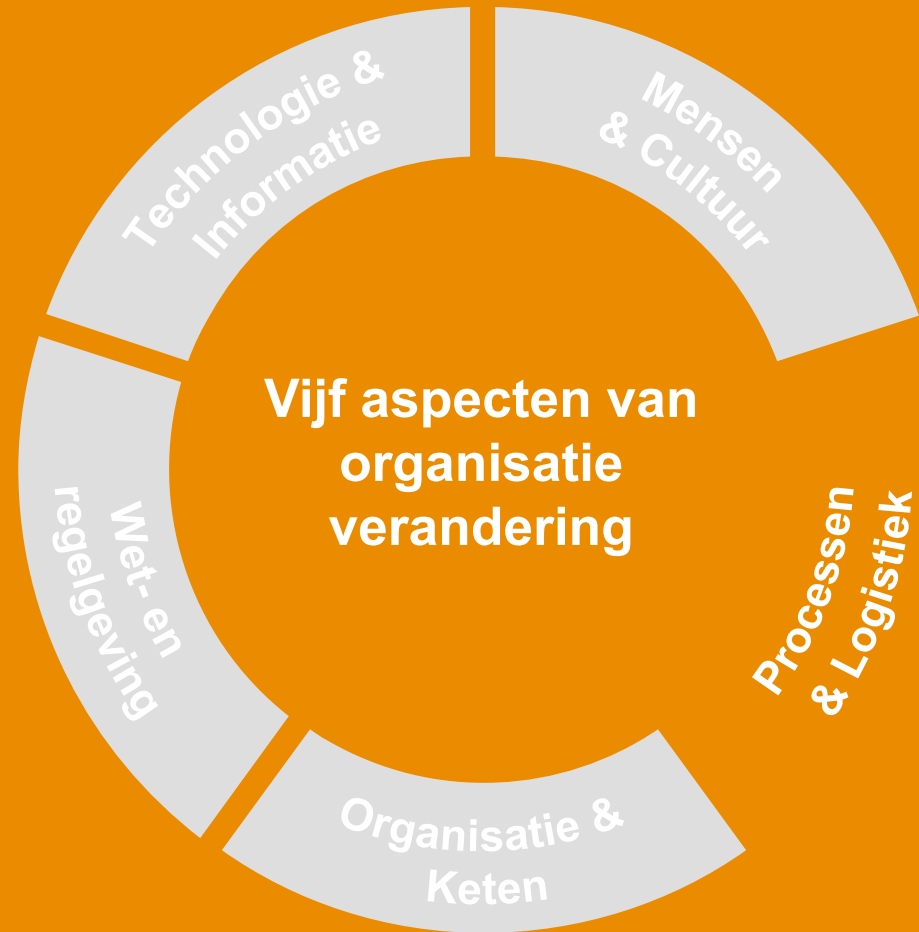 Technologie &
Informatie
Mensen
& Cultuur
Vijf aspecten van
organisatie
verandering
Processen
& Logistiek
Wet- en
regelgeving
Organisatie &
Keten